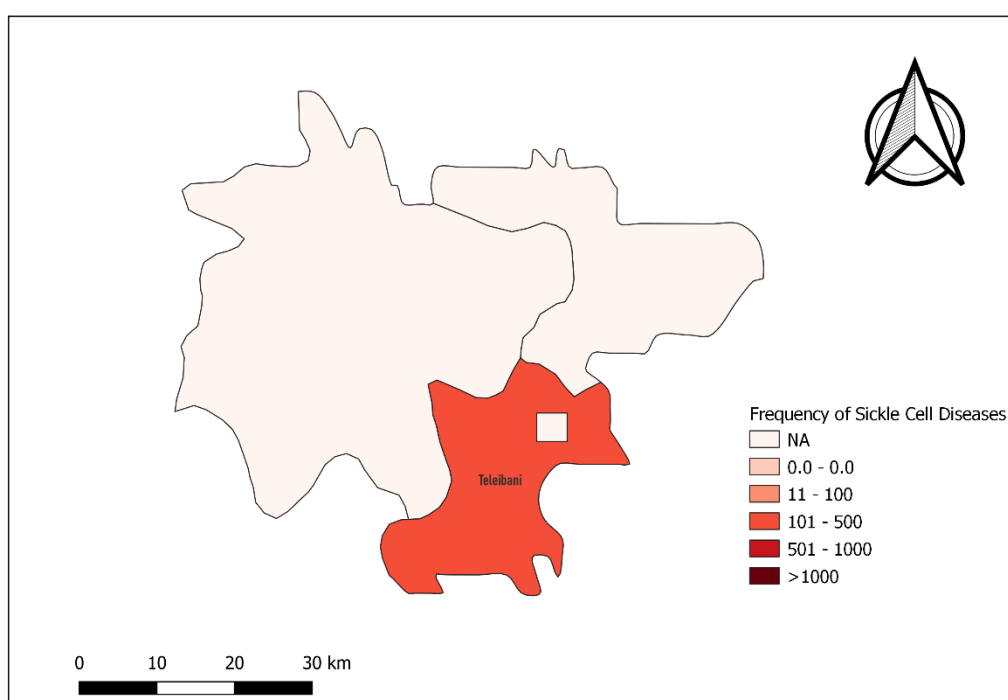 Teleibani
Frequency of Sickle Cell Diseases
NA
0.0 - 0.0
11 - 100
101 - 500
501 - 1000
>1000
0 10 20 30 km